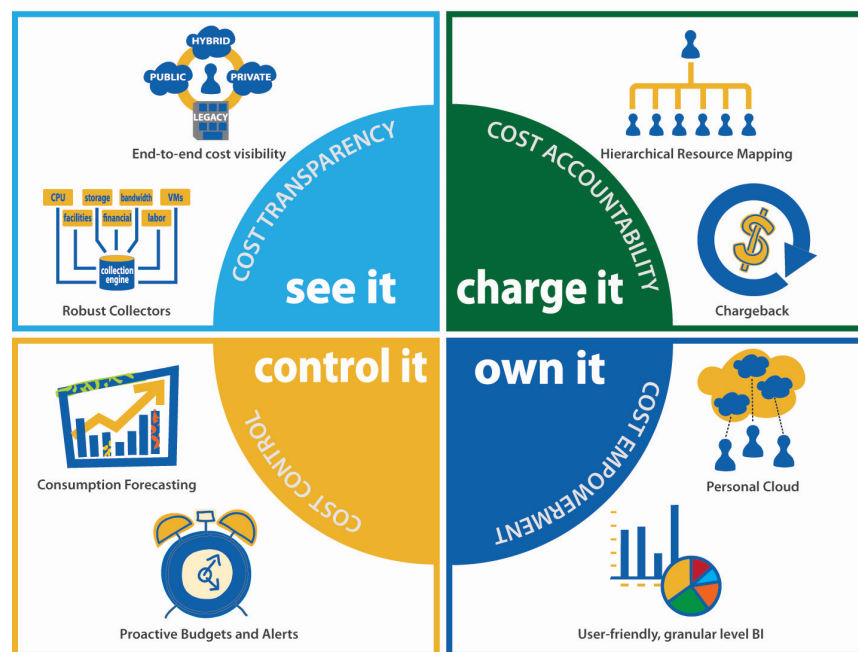 HYBRID
PUBLIC
PRIVATE
LEGACY
End-to-end cost visibility
CPU
storage
bandwidth
VMs
facilities
financial
labor
collection
engine
Robust Collectors
COST TRANSPARENCY
see it
COST ACCOUNTABILITY
charge it
Hierarchical Resource Mapping
$
Chargeback
control it
COST CONTROL
Consumption Forecasting
Proactive Budgets and Alerts
own it
COST EMPOWERMENT
Personal Cloud
User-friendly, granular level BI